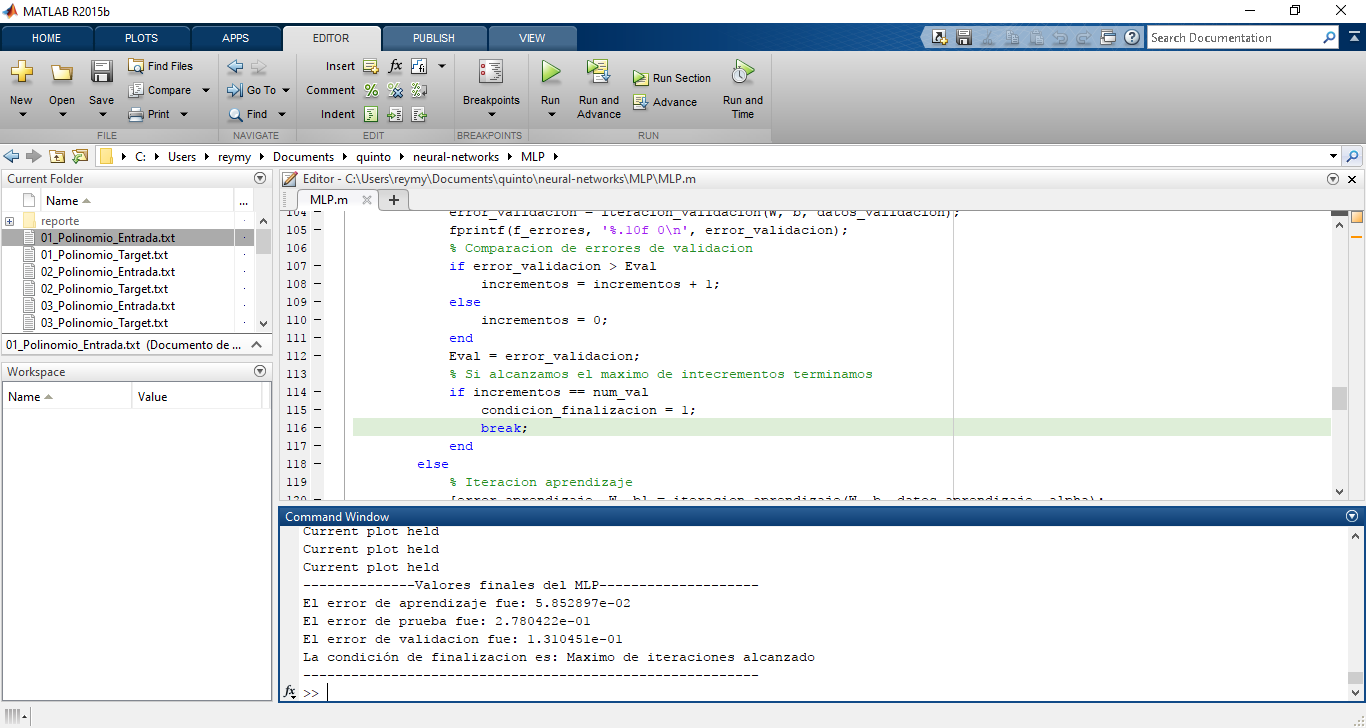 MATLAB R2015b
HOME PLOTS APPS EDITOR PUBLISH VIEW
Search Documentation
New Open Save
Find Files
Compare
Print
FILE
Go To
Find
NAVIGATE
Insert fx
Comment
Indent
EDIT
Breakpoints
BREAKPOINTS
Run
Run and Advance
Run Section
Advance
Run and Time
RUN
C: Users reymy Documents quinto neural-networks MLP
Current Folder
Name ...
reporte
01_Polinomio_Entrada.txt
01_Polinomio_Target.txt
02_Polinomio_Entrada.txt
02_Polinomio_Target.txt
03_Polinomio_Entrada.txt
03_Polinomio_Target.txt
01_Polinomio_Entrada.txt (Documento de ...
Workspace
Name Value
Editor - C:\Users\reymy\Documents\quinto\neural-networks\MLP\MLP.m
MLP.m
104 error_validacion = iteracion_validacion(W, b, datos_validacion);
105 fprintf(f_errores, '%.10f 0\n', error_validacion);
106 % Comparacion de errores de validacion
107 if error_validacion > Eval
108 incrementos = incrementos + 1;
109 else
110 incrementos = 0;
111 end
112 Eval = error_validacion;
113 % Si alcanzamos el maximo de intecrementos terminamos
114 if incrementos == num_val
115 condicion_finalizacion = 1;
116 break;
117 end
118 else
119 % Iteracion aprendizaje
120 [error_aprendizaje, W, b] = iteracion_aprendizaje(W, b, datos_aprendizaje, alpha);
Command Window
Current plot held
Current plot held
Current plot held
--------------Valores finales del MLP--------------------
El error de aprendizaje fue: 5.852897e-02
El error de prueba fue: 2.780422e-01
El error de validacion fue: 1.310451e-01
La condición de finalizacion es: Maximo de iteraciones alcanzado
---------------------------------------------------------
fx >>